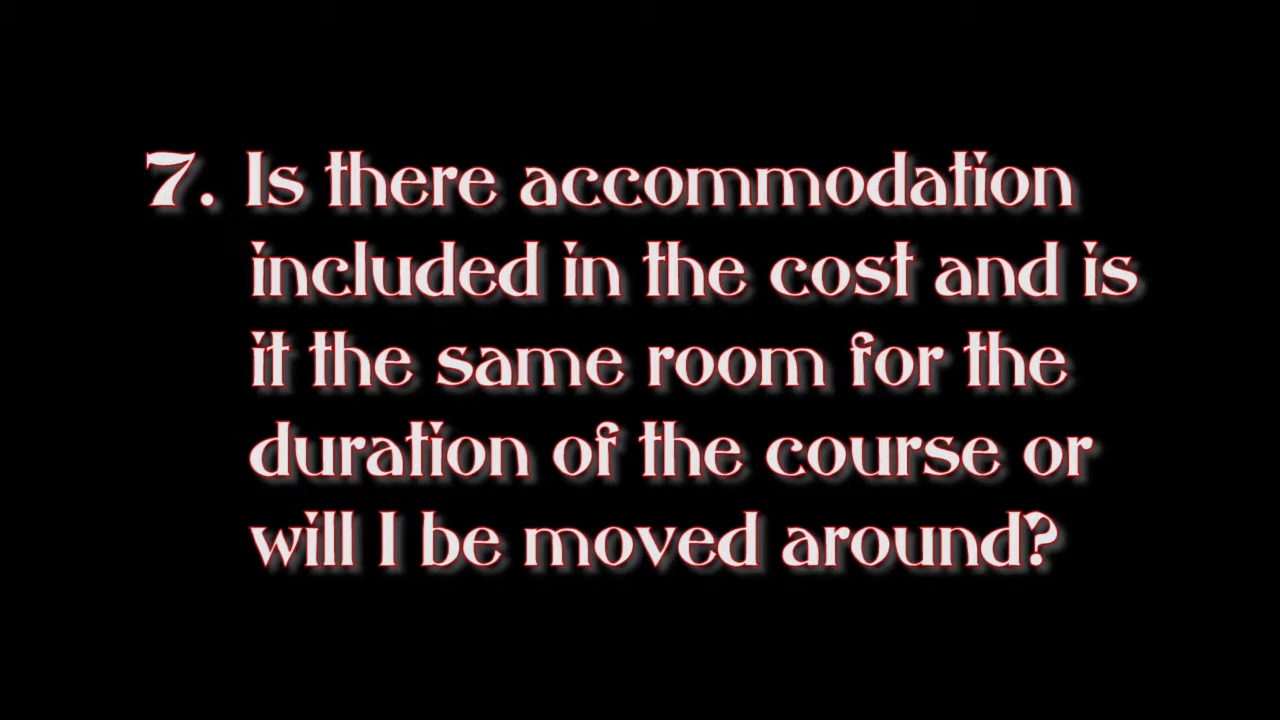 7. Is there accommodation
included in the cost and is
it the same room for the
duration of the course or
will I be moved around?